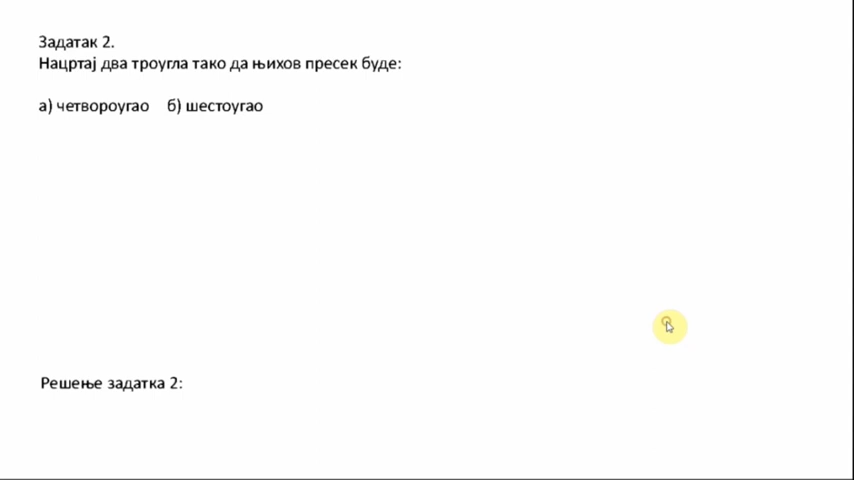 Задатак 2.
Нацртај два троугла тако да њихов пресек буде:
а) четвороугао б) шестоугао
Решење задатка 2: